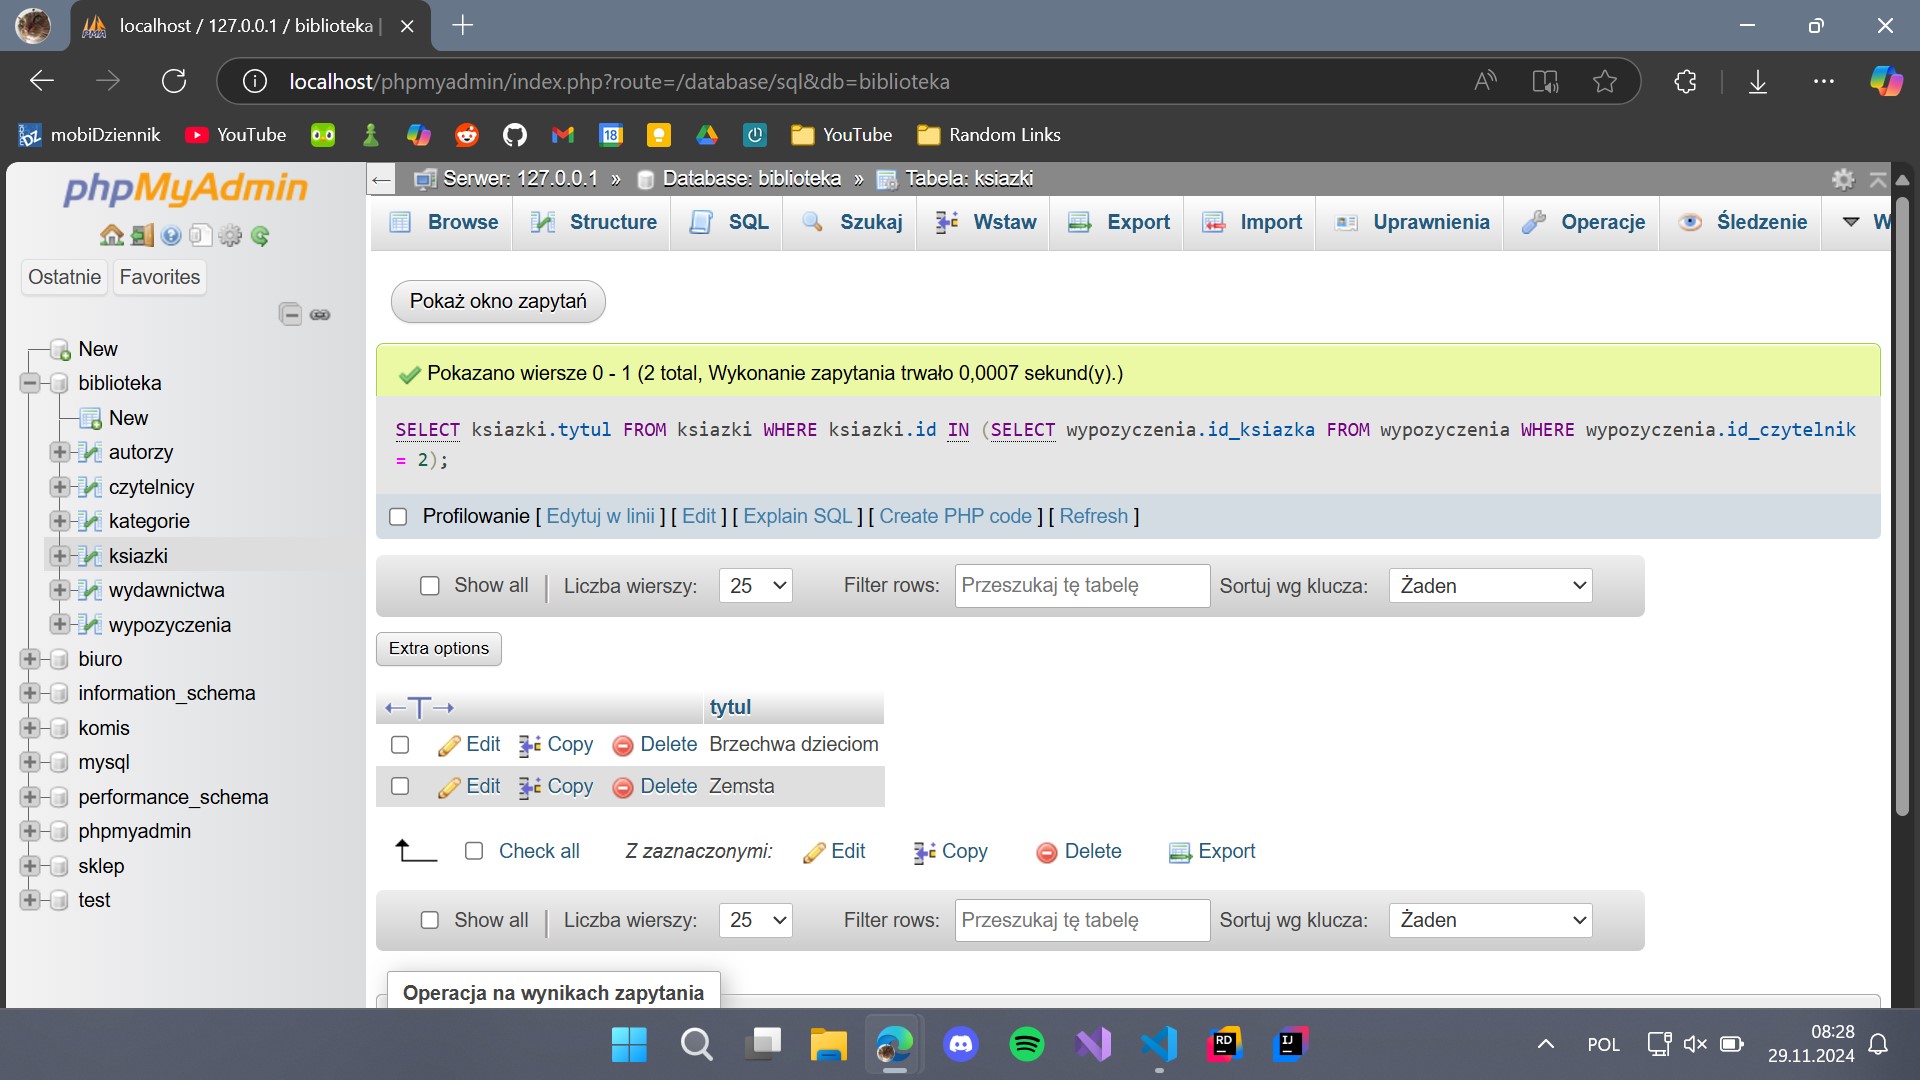 localhost / 127.0.0.1 / biblioteka |
localhost/phpmyadmin/index.php?route=/database/sql&db=biblioteka
mobiDziennik
YouTube
18
YouTube
Random Links
phpMyAdmin
Ostatnie
Favorites
New
biblioteka
New
autorzy
czytelnicy
kategorie
ksiazki
wydawnictwa
wypozyczenia
biuro
information_schema
komis
mysql
performance_schema
phpmyadmin
sklep
test
Serwer: 127.0.0.1 » Database: biblioteka » Tabela: ksiazki
Browse
Structure
SQL
Szukaj
Wstaw
Export
Import
Uprawnienia
Operacje
Śledzenie
W
Pokaż okno zapytań
Pokazano wiersze 0 - 1 (2 total, Wykonanie zapytania trwało 0,0007 sekund(y).)
SELECT ksiazki.tytul FROM ksiazki WHERE ksiazki.id IN (SELECT wypozyczenia.id_ksiazka FROM wypozyczenia WHERE wypozyczenia.id_czytelnik
= 2);
Profilowanie [ Edytuj w linii ] [ Edit ] [ Explain SQL ] [ Create PHP code ] [ Refresh ]
Show all | Liczba wierszy: 25 Filter rows: Przeszukaj tę tabelę Sortuj wg klucza: Żaden
Extra options
←T→ tytul
Edit Copy Delete Brzechwa dzieciom
Edit Copy Delete Zemsta
Check all Z zaznaczonymi: Edit Copy Delete Export
Show all | Liczba wierszy: 25 Filter rows: Przeszukaj tę tabelę Sortuj wg klucza: Żaden
Operacja na wynikach zapytania
RD
IJ
POL
08:28
29.11.2024